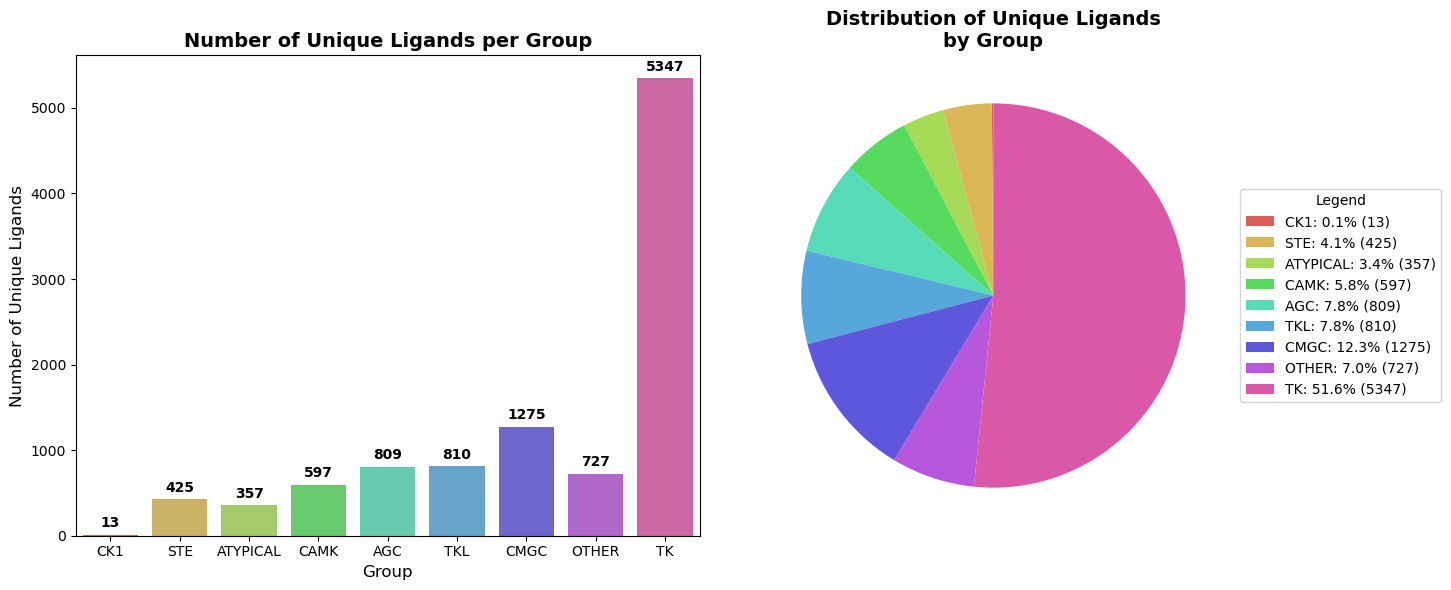 Number of Unique Ligands per Group
Number of Unique Ligands
5000
4000
3000
2000
1000
0
13
425
357
597
809
810
1275
727
5347
CK1
STE
ATYPICAL
CAMK
AGC
TKL
CMGC
OTHER
TK
Group
Distribution of Unique Ligands
by Group
Legend
CK1: 0.1% (13)
STE: 4.1% (425)
ATYPICAL: 3.4% (357)
CAMK: 5.8% (597)
AGC: 7.8% (809)
TKL: 7.8% (810)
CMGC: 12.3% (1275)
OTHER: 7.0% (727)
TK: 51.6% (5347)